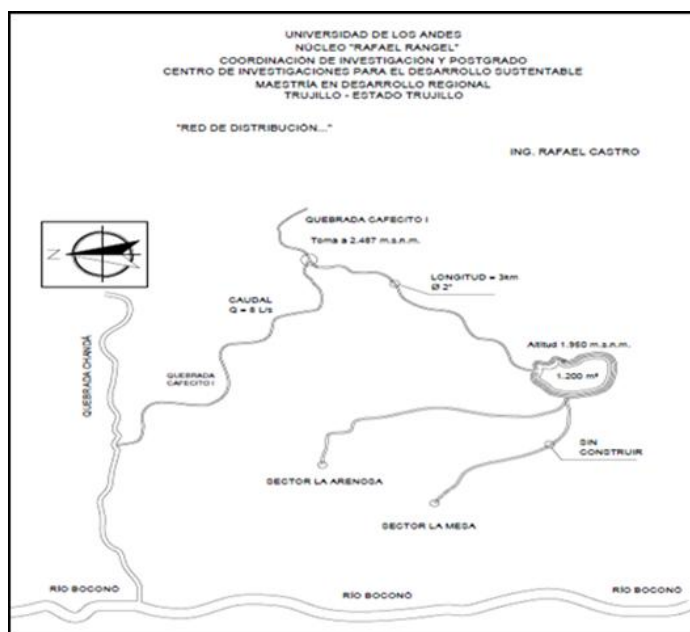 UNIVERSIDAD DE LOS ANDES
NÚCLEO "RAFAEL RANGEL"
COORDINACIÓN DE INVESTIGACIÓN Y POSTGRADO
CENTRO DE INVESTIGACIONES PARA EL DESARROLLO SUSTENTABLE
MAESTRÍA EN DESARROLLO REGIONAL
TRUJILLO - ESTADO TRUJILLO
"RED DE DISTRIBUCIÓN..."
ING. RAFAEL CASTRO
QUEBRADA CAFECITO I
Toma a 2.487 m.s.n.m.
N
LONGITUD = 3km
Ø 2"
CAUDAL
Q = 8 L/s
QUEBRADA CHANDÁ
Altitud 1.950 m.s.n.m.
1.200 m²
QUEBRADA
CAFECITO I
SIN
CONSTRUIR
SECTOR LA ARENOSA
SECTOR LA MESA
RÍO BOCONÓ
RÍO BOCONÓ
RÍO BOCONÓ